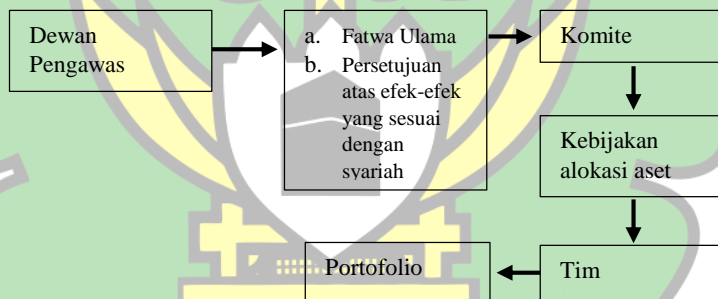 Dewan
Pengawas
a. Fatwa Ulama
b. Persetujuan
atas efek-efek
yang sesuai
dengan
syariah
Komite
Kebijakan
alokasi aset
Tim
Portofolio